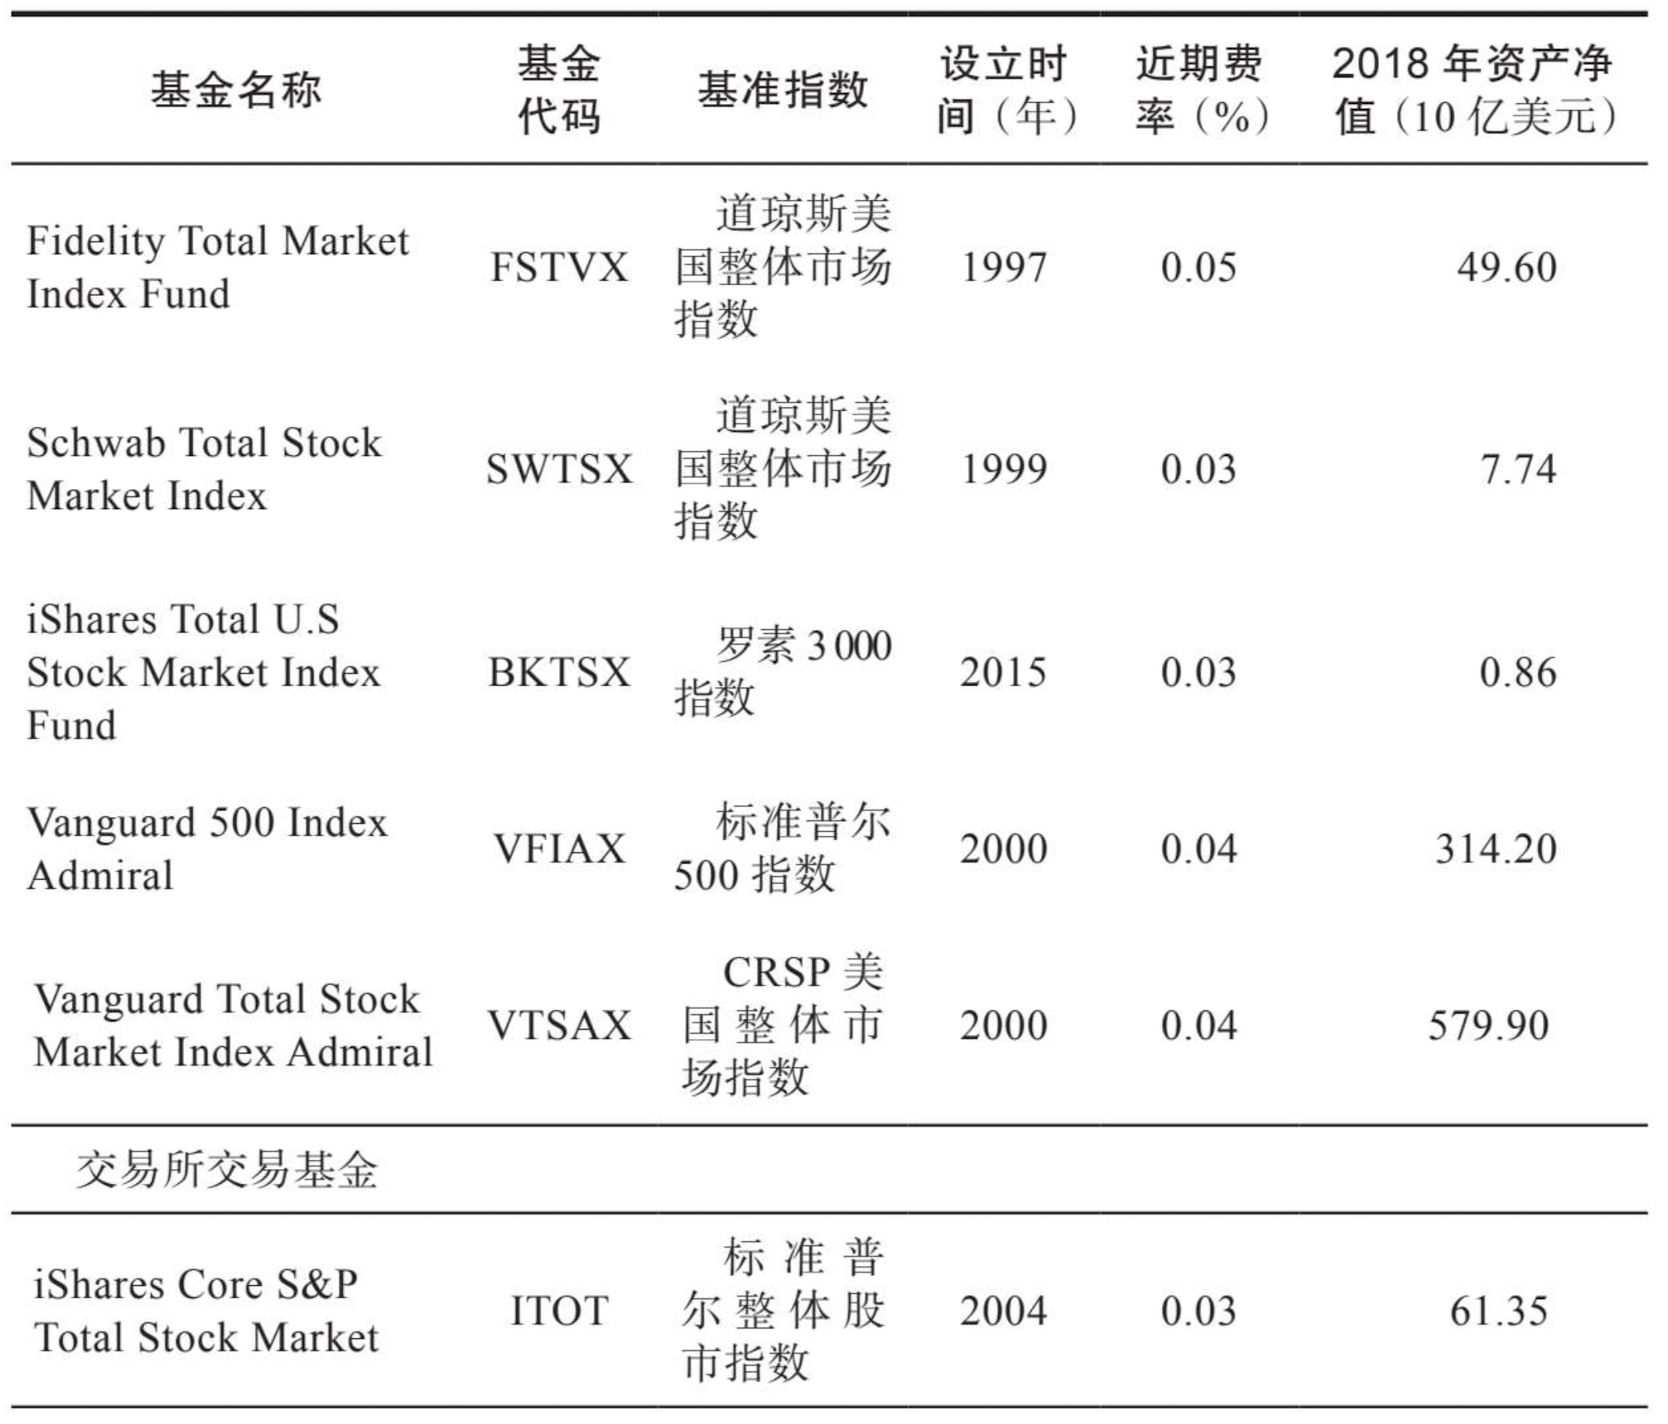 基金名称
基金
代码
基准指数
设立时
间（年）
近期费
率（%）
2018 年资产净
值（10 亿美元）
Fidelity Total Market
Index Fund
FSTVX
道琼斯美
国整体市场
指数
1997
0.05
49.60
Schwab Total Stock
Market Index
SWTSX
道琼斯美
国整体市场
指数
1999
0.03
7.74
iShares Total U.S
Stock Market Index
Fund
BKTSX
罗素 3 000
指数
2015
0.03
0.86
Vanguard 500 Index
Admiral
VFIAX
标准普尔
500 指数
2000
0.04
314.20
Vanguard Total Stock
Market Index Admiral
VTSAX
CRSP 美
国整体市
场指数
2000
0.04
579.90
交易所交易基金
iShares Core S&P
Total Stock Market
ITOT
标准普
尔整体股
市指数
2004
0.03
61.35